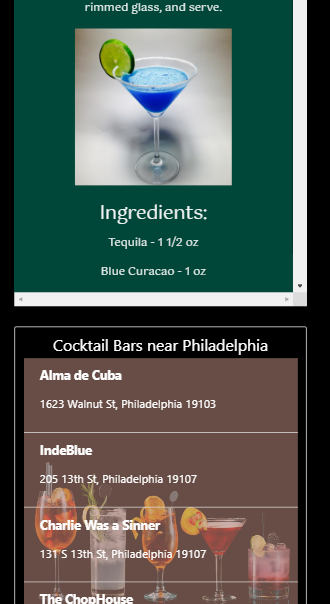 rimmed glass, and serve.
Ingredients:
Tequila - 1 1/2 oz
Blue Curacao - 1 oz
Cocktail Bars near Philadelphia
Alma de Cuba
1623 Walnut St, Philadelphia 19103
IndeBlue
205 13th St, Philadelphia 19107
Charlie Was a Sinner
131 S 13th St, Philadelphia 19107
The ChopHouse